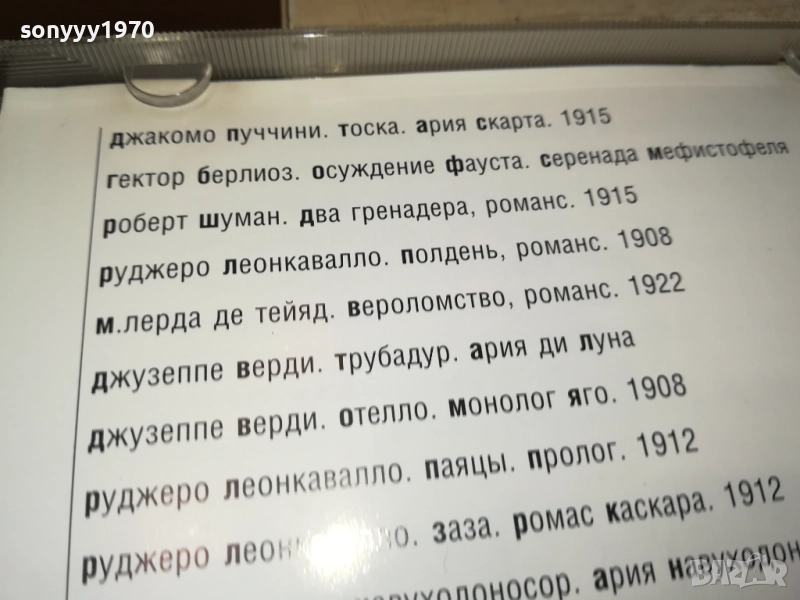 sonyyy1970
джакомо пуччини. тоска. ария скарта. 1915
гектор берлиоз. осуждение фауста. серенада мефистофеля
роберт шуман. два гренадера, романс. 1915
руджеро леонкавалло. полдень, романс. 1908
м.лерда де тейяд. вероломство, романс. 1922
джузеппе верди. трубадур. ария ди луна
джузеппе верди. отелло. монолог яго. 1908
руджеро леонкавалло. паяцы. пролог. 1912
руджеро заза. ромас каскара. 1912
ария
BAZAR